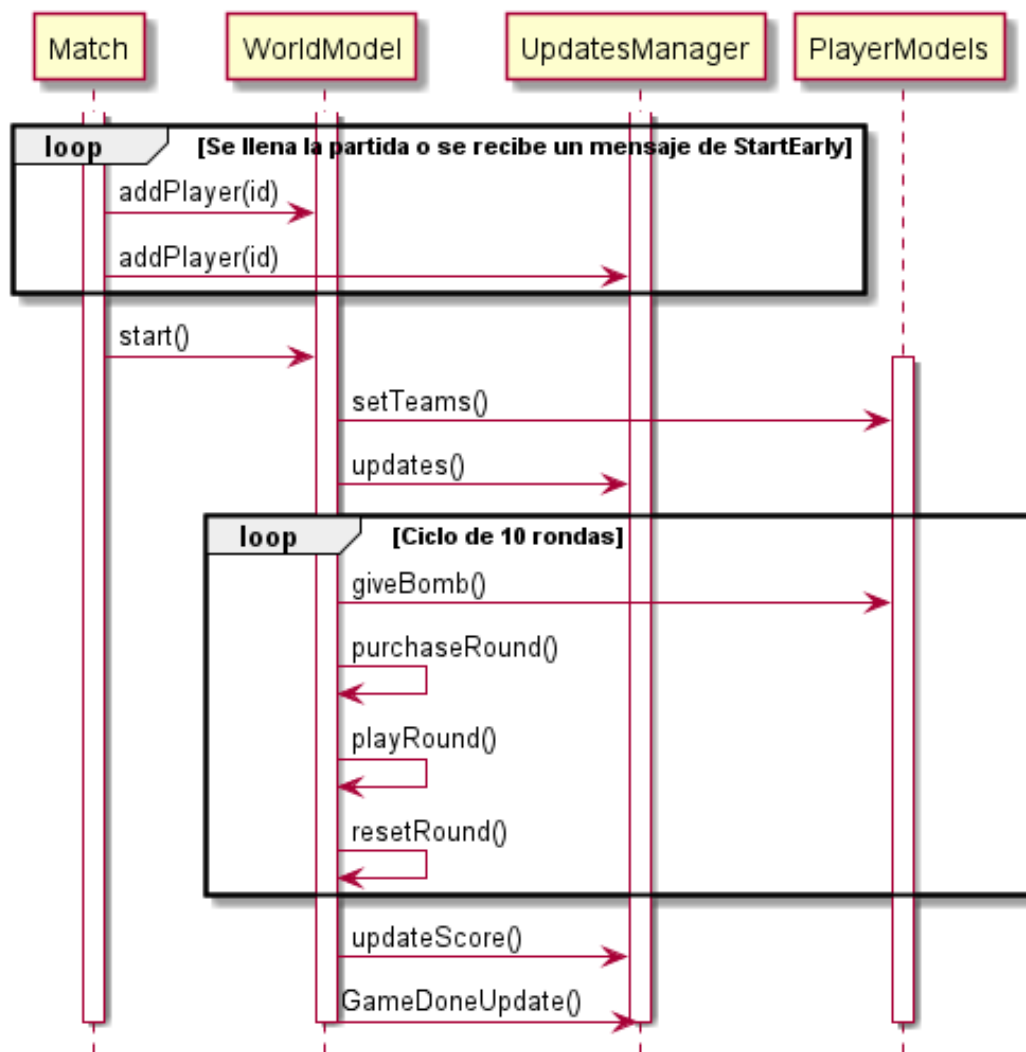 Match
WorldModel
UpdatesManager
PlayerModels
loop
[Se llena la partida o se recibe un mensaje de StartEarly]
addPlayer(id)
addPlayer(id)
start()
setTeams()
updates()
loop
[Ciclo de 10 rondas]
giveBomb()
purchaseRound()
playRound()
resetRound()
updateScore()
GameDoneUpdate()